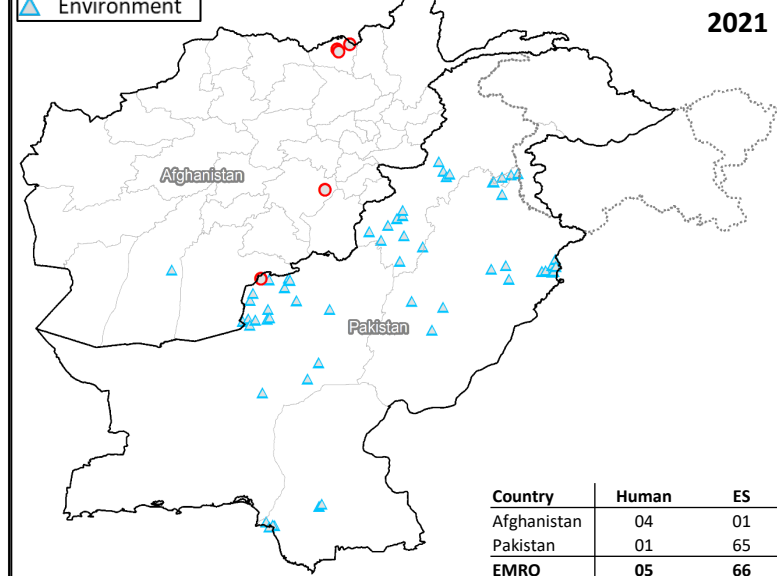 Environment
2021
Afghanistan
Pakistan
Country Human ES
Afghanistan 04 01
Pakistan 01 65
EMRO 05 66